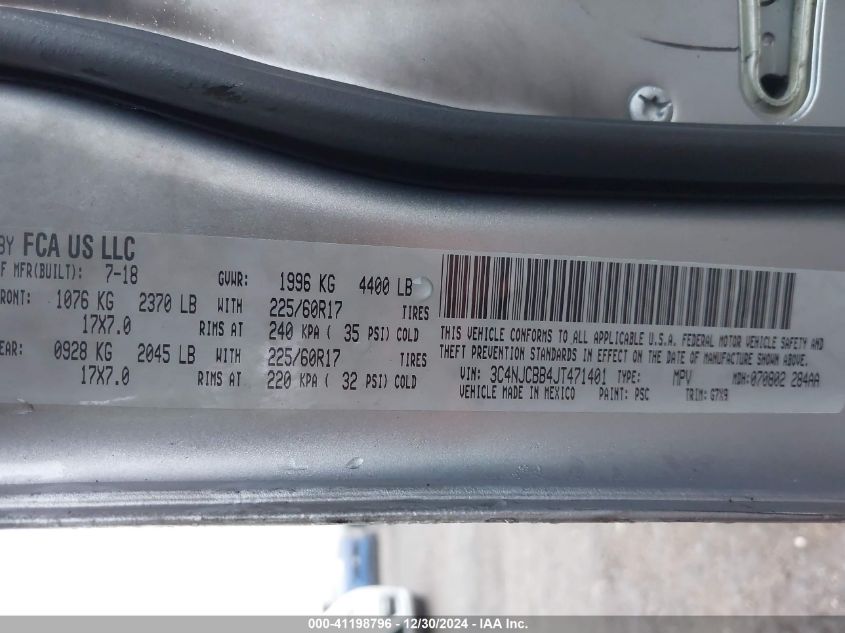 BY FCA US LLC
F MFR(BUILT): 7-18 GVWR: 1996 KG 4400 LB
RONT: 1076 KG 2370 LB WITH 225/60R17 TIRES
17X7.0 RIMS AT 240 KPA ( 35 PSI) COLD
EAR: 0928 KG 2045 LB WITH 225/60R17 TIRES
17X7.0 RIMS AT 220 KPA ( 32 PSI) COLD
THIS VEHICLE CONFORMS TO ALL APPLICABLE U.S.A. FEDERAL MOTOR VEHICLE SAFETY AND
THEFT PREVENTION STANDARDS IN EFFECT ON THE DATE OF MANUFACTURE SHOWN ABOVE.
VIN: 3C4NJCBB4JT471401 TYPE: MPV MDH:070802 284AA
VEHICLE MADE IN MEXICO PAINT: PSC TRIM: G7X9
000-41198796 - 12/30/2024 - IAA Inc.